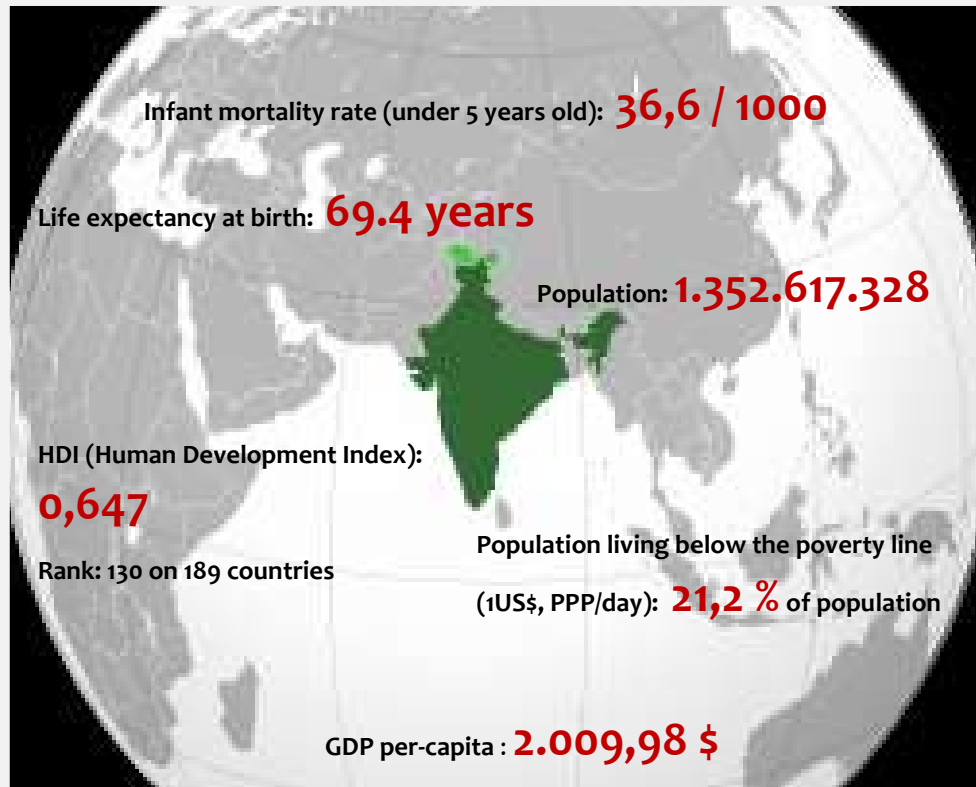 Infant mortality rate (under 5 years old): 36,6 / 1000
Life expectancy at birth: 69.4 years
Population: 1.352.617.328
HDI (Human Development Index):
0,647
Rank: 130 on 189 countries
Population living below the poverty line
(1US$, PPP/day): 21,2 % of population
GDP per-capita : 2.009,98 $